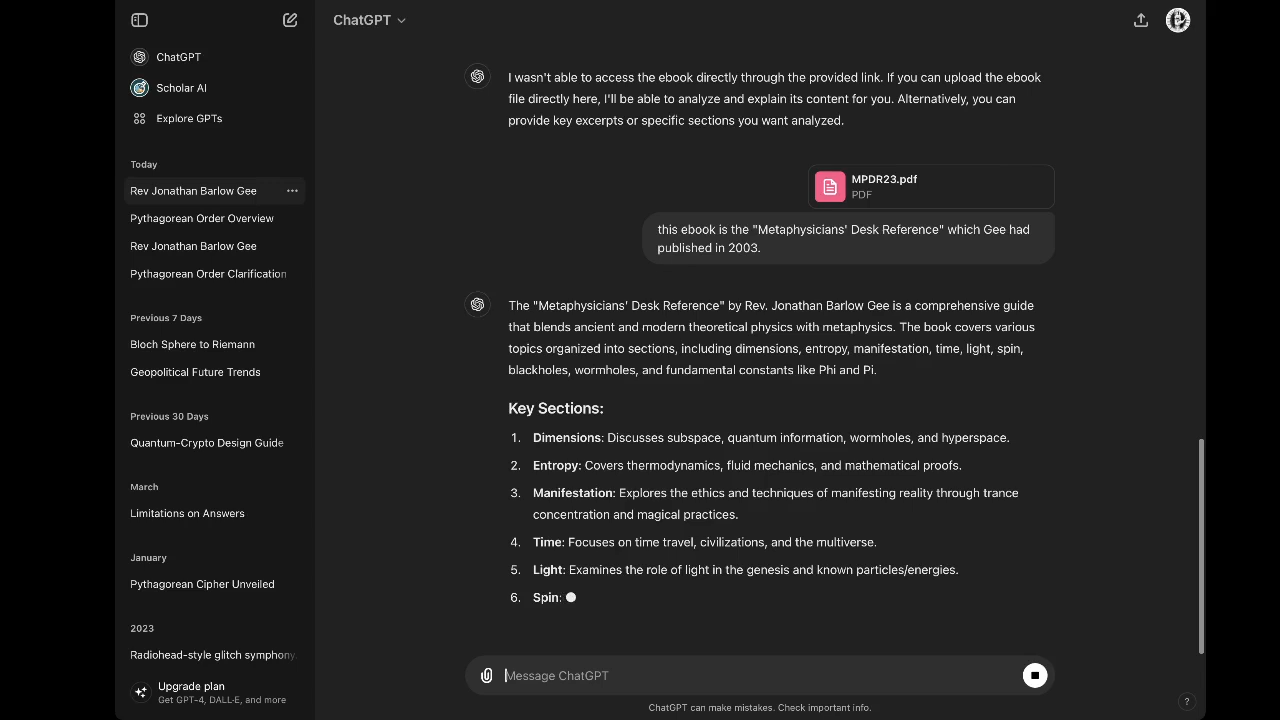 ChatGPT
Scholar AI
Explore GPTs
Today
Rev Jonathan Barlow Gee
Pythagorean Order Overview
Rev Jonathan Barlow Gee
Pythagorean Order Clarification
Previous 7 Days
Bloch Sphere to Riemann
Geopolitical Future Trends
Previous 30 Days
Quantum-Crypto Design Guide
March
Limitations on Answers
January
Pythagorean Cipher Unveiled
2023
Radiohead-style glitch symphony.
Upgrade plan
Get GPT-4, DALL-E, and more
ChatGPT
I wasn't able to access the ebook directly through the provided link. If you can upload the ebook
file directly here, I'll be able to analyze and explain its content for you. Alternatively, you can
provide key excerpts or specific sections you want analyzed.
MPDR23.pdf
PDF
this ebook is the "Metaphysicians' Desk Reference" which Gee had
published in 2003.
The "Metaphysicians' Desk Reference" by Rev. Jonathan Barlow Gee is a comprehensive guide
that blends ancient and modern theoretical physics with metaphysics. The book covers various
topics organized into sections, including dimensions, entropy, manifestation, time, light, spin,
blackholes, wormholes, and fundamental constants like Phi and Pi.
Key Sections:
1. Dimensions: Discusses subspace, quantum information, wormholes, and hyperspace.
2. Entropy: Covers thermodynamics, fluid mechanics, and mathematical proofs.
3. Manifestation: Explores the ethics and techniques of manifesting reality through trance
concentration and magical practices.
4. Time: Focuses on time travel, civilizations, and the multiverse.
5. Light: Examines the role of light in the genesis and known particles/energies.
6. Spin:
Message ChatGPT
ChatGPT can make mistakes. Check important info.
?